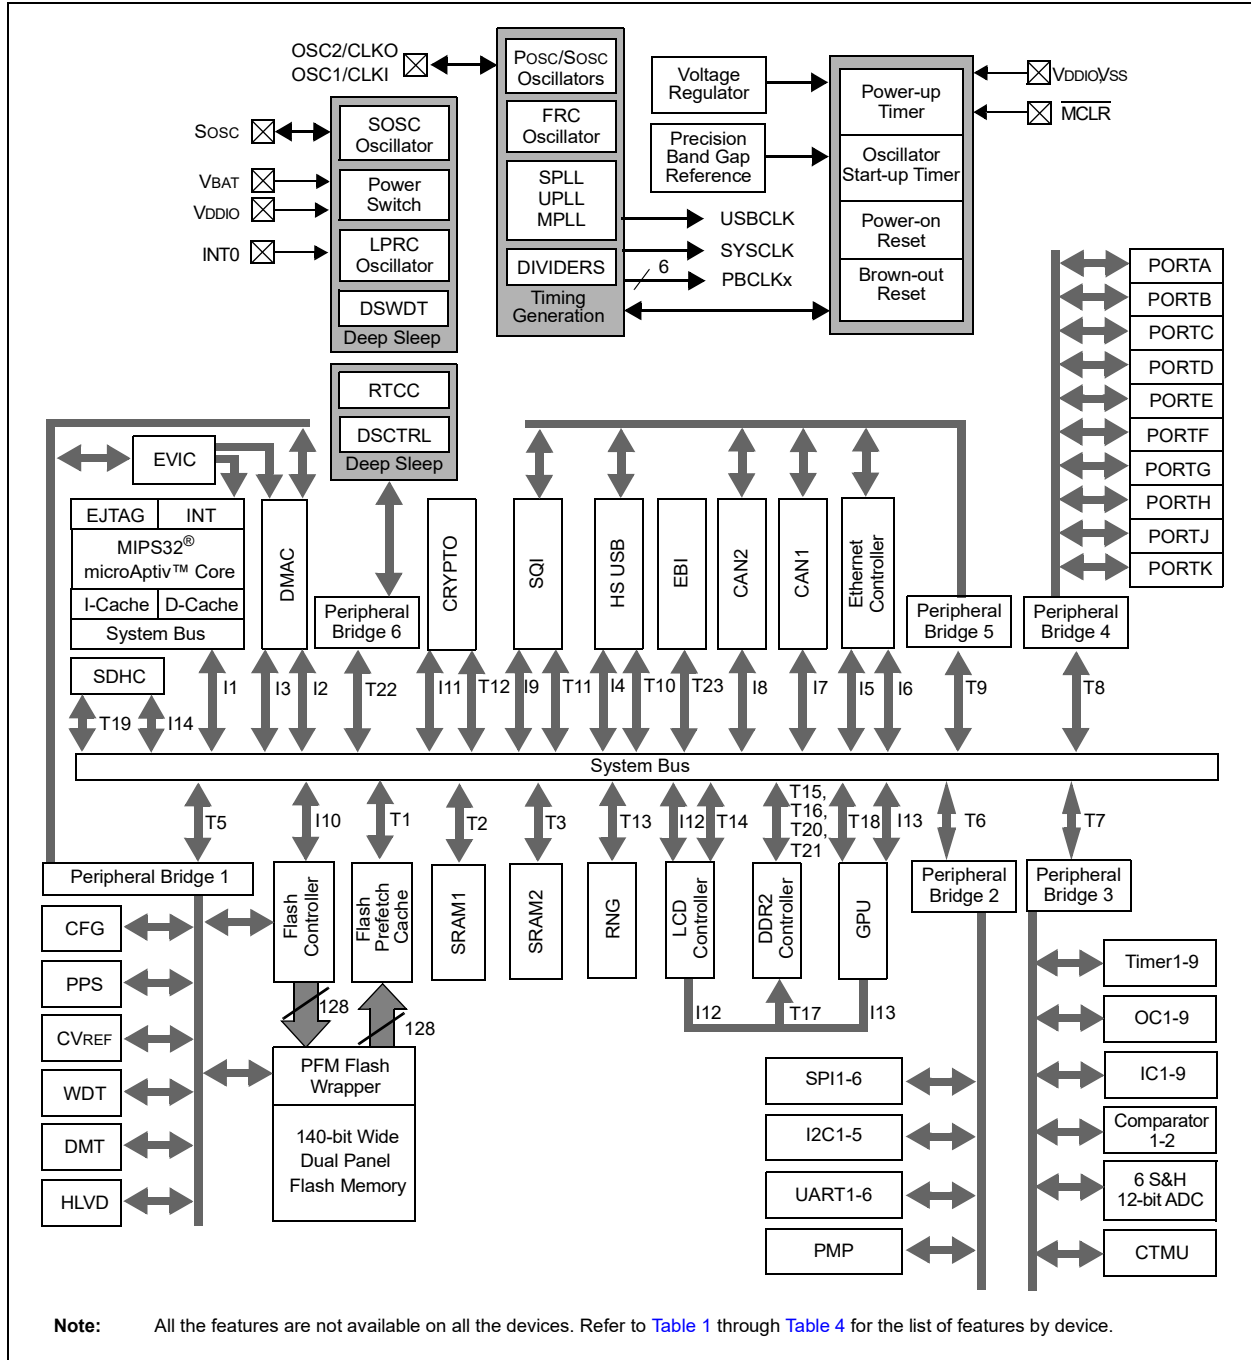 OSC2/CLKO
OSC1/CLKI
POSC/SOSC
Oscillators
FRC
Oscillator
SPLL
UPLL
MPLL
DIVIDERS
Timing
Generation
USBCLK
SYSCLK
6
PBCLKx
Voltage
Regulator
Precision
Band Gap
Reference
Power-up
Timer
Oscillator
Start-up Timer
Power-on
Reset
Brown-out
Reset
VDDIO,VSS
MCLR
SOSC
VBAT
VDDIO
INT0
SOSC
Oscillator
Power
Switch
LPRC
Oscillator
DSWDT
Deep Sleep
RTCC
DSCTRL
Deep Sleep
PORTA
PORTB
PORTC
PORTD
PORTE
PORTF
PORTG
PORTH
PORTJ
PORTK
EVIC
EJTAG
INT
MIPS32®
microAptiv™ Core
I-Cache
D-Cache
System Bus
SDHC
DMAC
Peripheral
Bridge 6
CRYPTO
SQI
HS USB
EBI
CAN2
CAN1
Ethernet
Controller
Peripheral
Bridge 5
Peripheral
Bridge 4
T19
I14
I1
I3
I2
T22
I11
T12
I9
T11
I4
T10
T23
I8
I7
I5
I6
T9
T8
System Bus
T5
I10
T1
T2
T3
T13
I12
T14
T15,
T16,
T20,
T21
T18
I13
T6
T7
Peripheral Bridge 1
Flash
Controller
Flash
Prefetch
Cache
SRAM1
SRAM2
RNG
LCD
Controller
DDR2
Controller
GPU
Peripheral
Bridge 2
Peripheral
Bridge 3
CFG
PPS
CVREF
WDT
DMT
HLVD
128
128
PFM Flash
Wrapper
140-bit Wide
Dual Panel
Flash Memory
I12
T17
I13
SPI1-6
I2C1-5
UART1-6
PMP
Timer1-9
OC1-9
IC1-9
Comparator
1-2
6 S&H
12-bit ADC
CTMU
Note: All the features are not available on all the devices. Refer to Table 1 through Table 4 for the list of features by device.